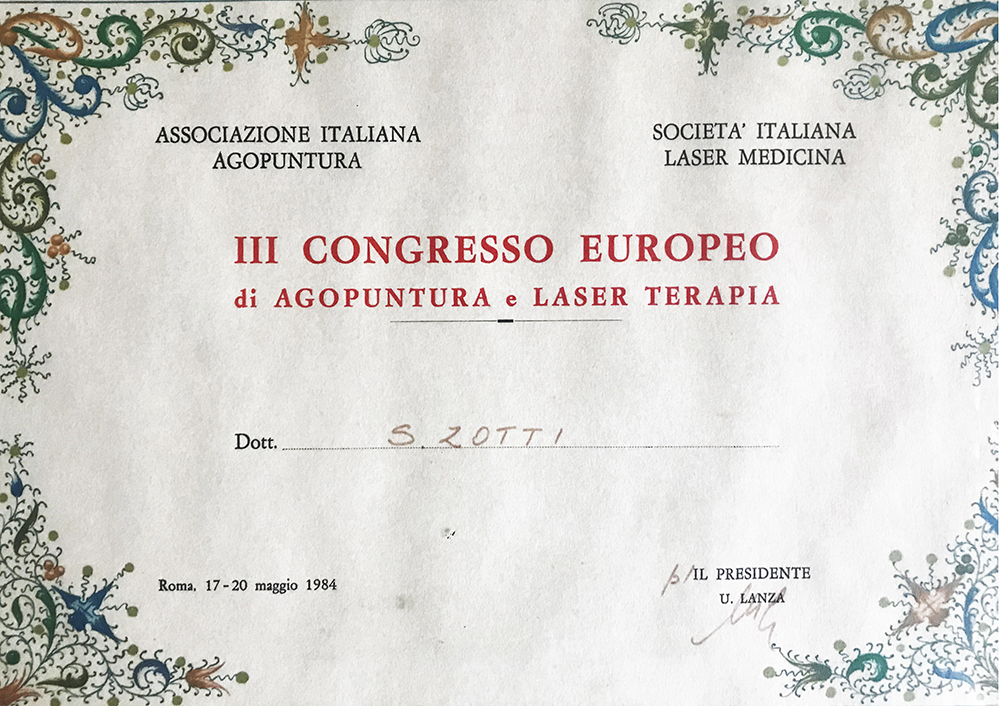 ASSOCIAZIONE ITALIANA
AGOPUNTURA
SOCIETA' ITALIANA
LASER MEDICINA
III CONGRESSO EUROPEO
di AGOPUNTURA e LASER TERAPIA
Dott. S. ZOTTI
Roma, 17-20 maggio 1984
p/IL PRESIDENTE
U. LANZA